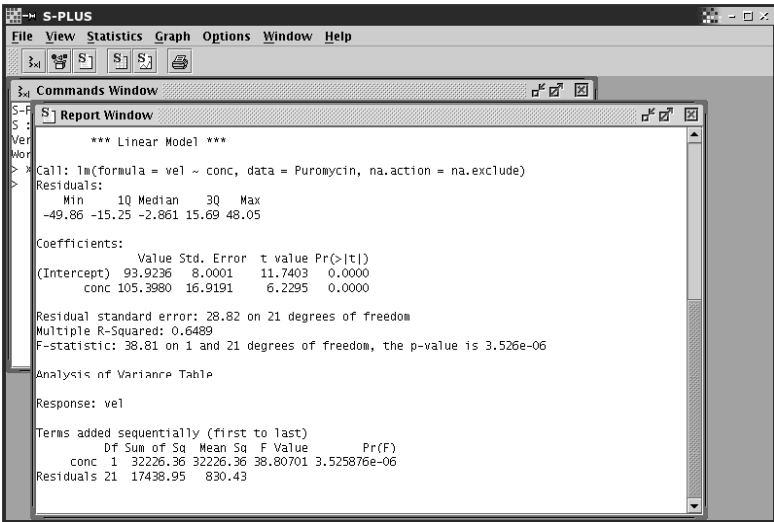 S-PLUS
File View Statistics Graph Options Window Help
Commands Window
Report Window
*** Linear Model ***
Call: lm(formula = vel ~ conc, data = Puromycin, na.action = na.exclude)
Residuals:
Min 1Q Median 3Q Max
-49.86 -15.25 -2.861 15.69 48.05
Coefficients:
Value Std. Error t value Pr(>|t|)
(Intercept) 93.9236 8.0001 11.7403 0.0000
conc 105.3980 16.9191 6.2295 0.0000
Residual standard error: 28.82 on 21 degrees of freedom
Multiple R-Squared: 0.6489
F-statistic: 38.81 on 1 and 21 degrees of freedom, the p-value is 3.526e-06
Analysis of Variance Table
Response: vel
Terms added sequentially (first to last)
Df Sum of Sq Mean Sq F Value Pr(F)
conc 1 32226.36 32226.36 38.80701 3.525876e-06
Residuals 21 17438.95 830.43